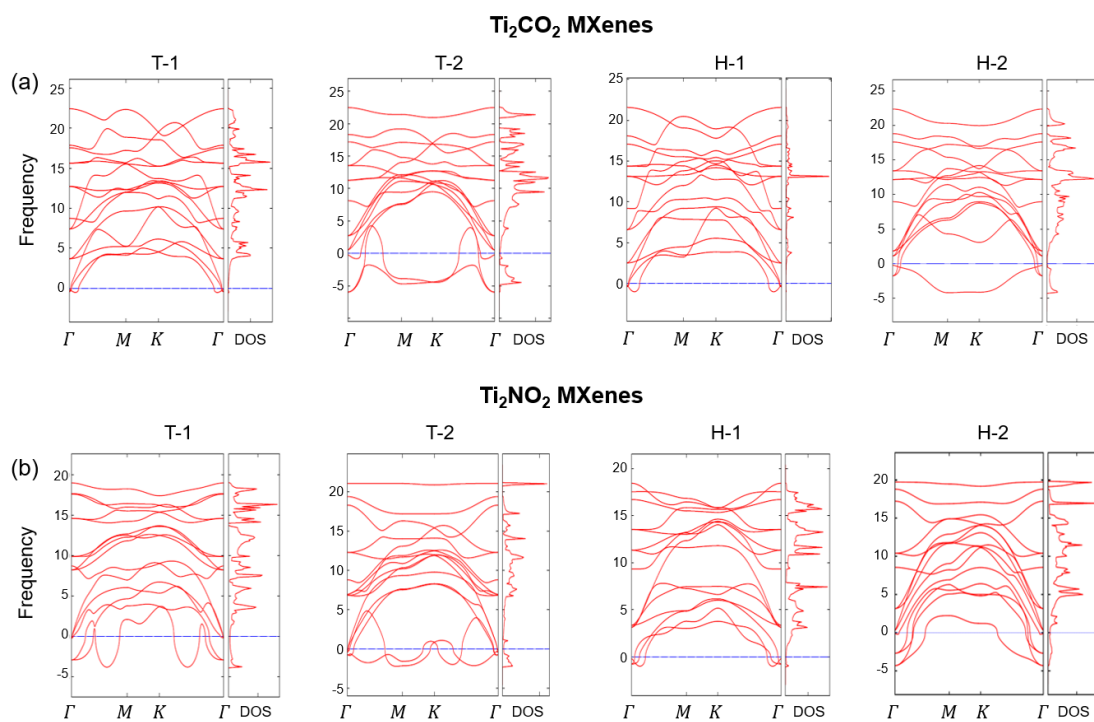 Ti₂CO₂ MXenes
(a)
T-1
T-2
H-1
H-2
Frequency
25
20
15
10
5
0
Γ M K Γ DOS
25
20
15
10
5
0
-5
Γ M K Γ DOS
25
20
15
10
5
0
Γ M K Γ DOS
25
20
15
10
5
0
-5
Γ M K Γ DOS
Ti₂NO₂ MXenes
(b)
T-1
T-2
H-1
H-2
Frequency
20
15
10
5
0
-5
Γ M K Γ DOS
20
15
10
5
0
-5
Γ M K Γ DOS
20
15
10
5
0
Γ M K Γ DOS
20
15
10
5
0
-5
Γ M K Γ DOS